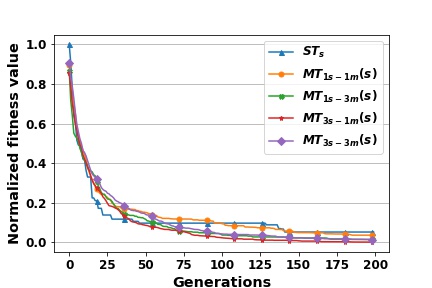 Normalized fitness value
1.0
0.8
0.6
0.4
0.2
0.0
0 25 50 75 100 125 150 175 200
Generations
STs
MT1s−1m(s)
MT1s−3m(s)
MT3s−1m(s)
MT3s−3m(s)